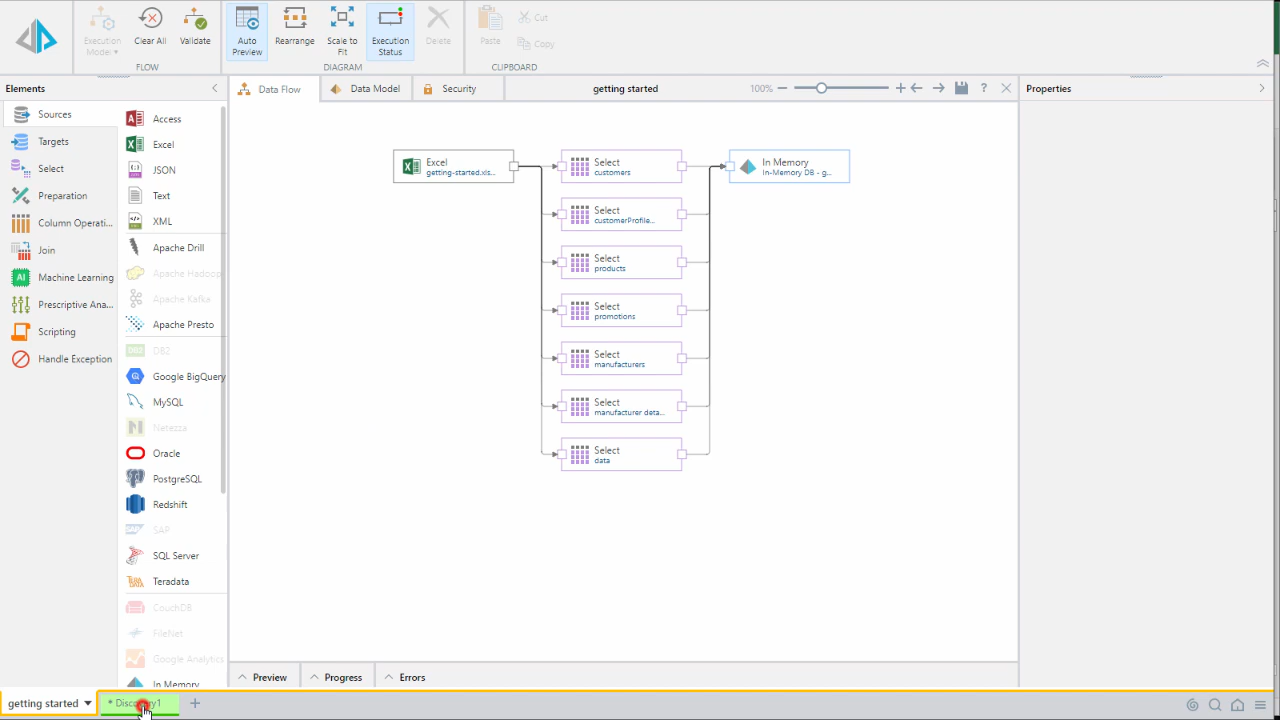 Execution
Mode
Clear All
Validate
FLOW
Auto
Preview
Rearrange
Scale to
Fit
Execution
Status
Delete
DIAGRAM
Paste
Cut
Copy
CLIPBOARD
Elements
Data Flow
Data Model
Security
getting started
100%
?
Properties
Sources
Targets
Select
Preparation
Column Operati...
Join
AI Machine Learning
Prescriptive Ana...
Scripting
Handle Exception
Access
Excel
JSON
Text
XML
Apache Drill
Apache Hadoop
Apache Kafka
Apache Presto
DB2 DB2
Google BigQuery
MySQL
Netezza
Oracle
PostgreSQL
Redshift
SAP
SQL Server
Teradata
CouchDB
FileNet
Google Analytics
In Memory
Excel
getting-started.xls...
Select
customers
Select
customerProfile...
Select
products
Select
promotions
Select
manufacturers
Select
manufacturer deta...
Select
data
In Memory
In-Memory DB - g...
Preview
Progress
Errors
getting started
* Discovery1